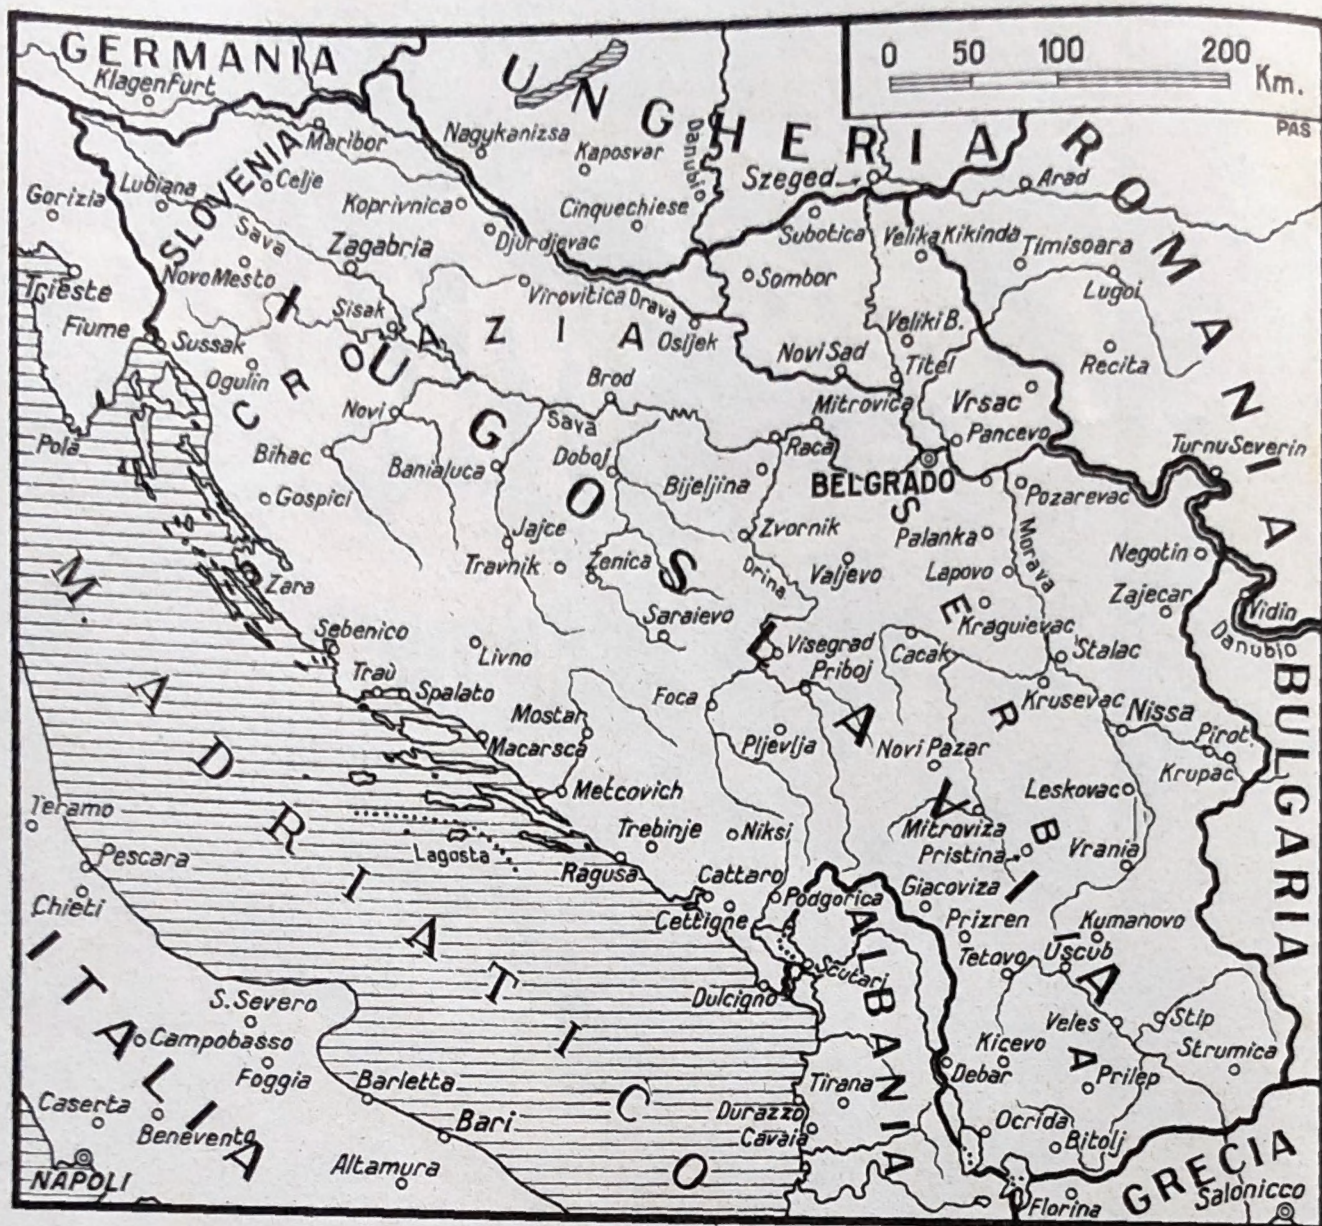 GERMANIA
UNGHERIA
0 50 100 200 Km.
PAS
Klagenfurt
Maribor
Nagykanizsa
Kaposvar
Danubio
Szeged
Arad
ROMANIA
SLOVENIA
Gorizia
Lubiana
Celje
Koprivnica
Cinquechiese
Djurdjevac
Subotica
Velika Kikinda
Timisoara
Sava
Zagabria
Novo Mesto
Trieste
Sisak
Virovitica
Drava
Sombor
Lugoi
Fiume
Sussak
Ogulin
CROAZIA
Osljek
Novi Sad
Veliki B.
Titel
Recita
IUGOSLAVIA
Brod
Novi
Sava
Mitrovica
Vrsac
Pola
Bihac
Banialuca
Doboj
Raca
Pancevo
Turnu Severin
Gospici
Bijeljina
BELGRADO
Pozarevac
SERBIA
Jajce
Zvornik
Palanka
Morava
Negotin
Travnik
Zenica
Drina
Valjevo
Lapovo
Zara
Zajecar
Vidin
Saraievo
Kraguievac
Danubio
Sebenico
Livno
Visegrad
Cacak
Stalac
BULGARIA
Priboj
Traù
Spalato
Foca
Krusevac
Mostar
Nissa
Macarsca
Pljevlja
Novi Pazar
Pirot
Krupac
M. ADRIATICO
Metcovich
Leskovac
Teramo
Trebinje
Niksi
Mitroviza
Pristina
Vrania
Lagosta
Pescara
Ragusa
Cattaro
Podgorica
Giacoviza
Chieti
Cettigne
Prizren
Kumanovo
Tetovo
Uscub
ITALIA
Scutari
ALBANIA
S. Severo
Dulcigno
Veles
Stip
Campobasso
Kicevo
Strumica
Foggia
Barletta
Tirana
Debar
Prilep
Caserta
Durazzo
Benevento
Bari
Cavaia
Ocrida
Bitolj
GRECIA
NAPOLI
Altamura
Florina
Salonicco